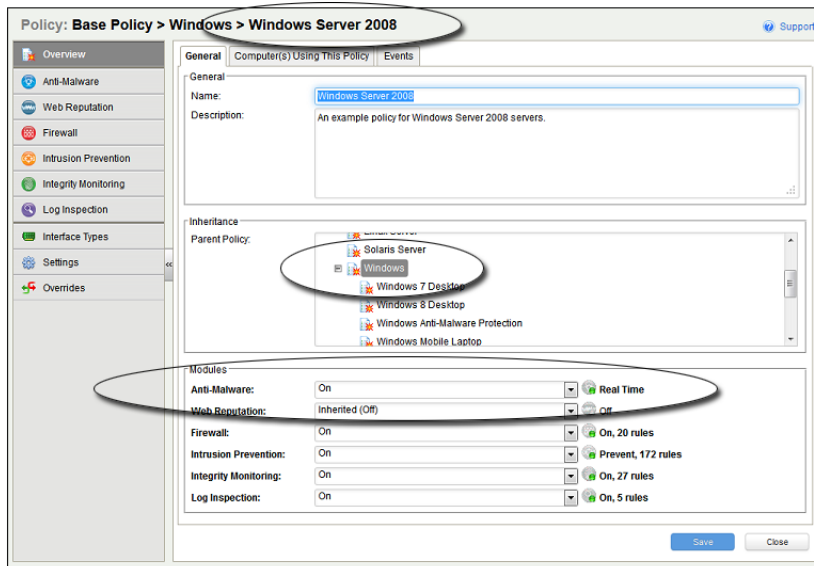 Policy: Base Policy > Windows > Windows Server 2008
Support
Overview
Anti-Malware
Web Reputation
Firewall
Intrusion Prevention
Integrity Monitoring
Log Inspection
Interface Types
Settings
Overrides
General Computer(s) Using This Policy Events
General
Name: Windows Server 2008
Description: An example policy for Windows Server 2008 servers.
Inheritance
Parent Policy:
Email Server
Solaris Server
Windows
Windows 7 Desktop
Windows 8 Desktop
Windows Anti-Malware Protection
Windows Mobile Laptop
Modules
Anti-Malware: On Real Time
Web Reputation: Inherited (Off) Off
Firewall: On On, 20 rules
Intrusion Prevention: On Prevent, 172 rules
Integrity Monitoring: On On, 27 rules
Log Inspection: On On, 5 rules
Save Close